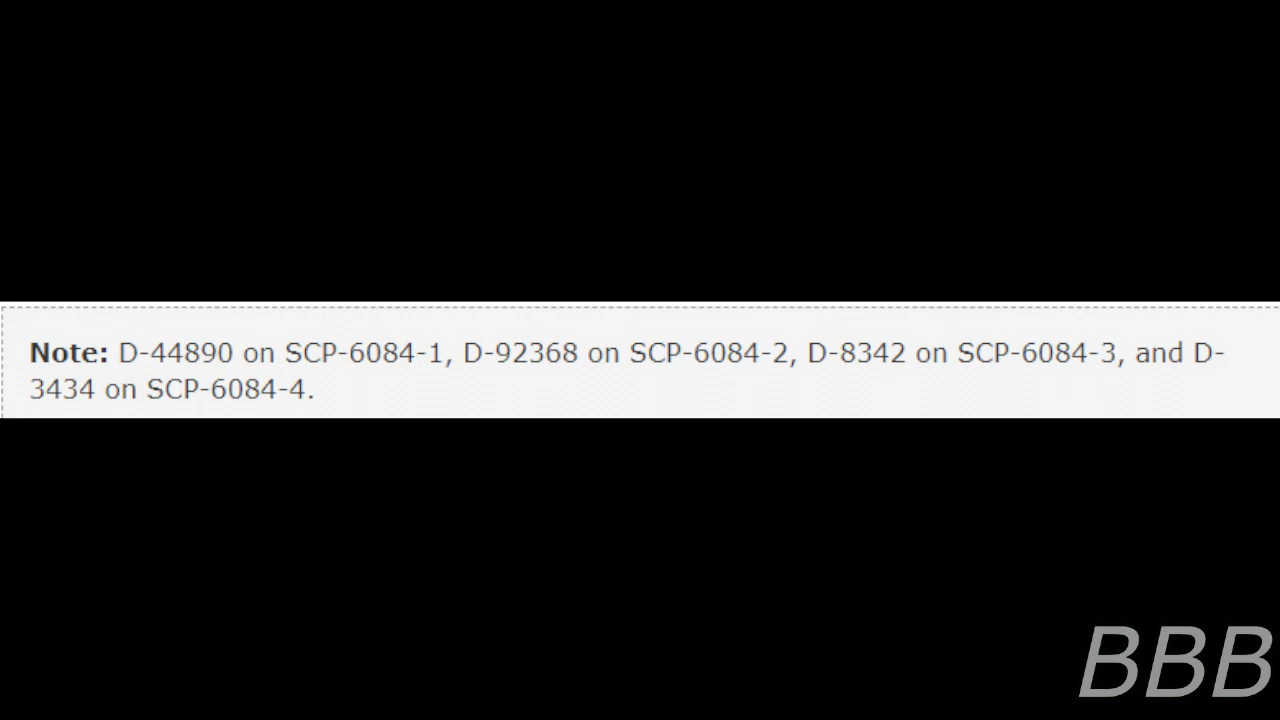 Note: D-44890 on SCP-6084-1, D-92368 on SCP-6084-2, D-8342 on SCP-6084-3, and D-
3434 on SCP-6084-4.
BBB